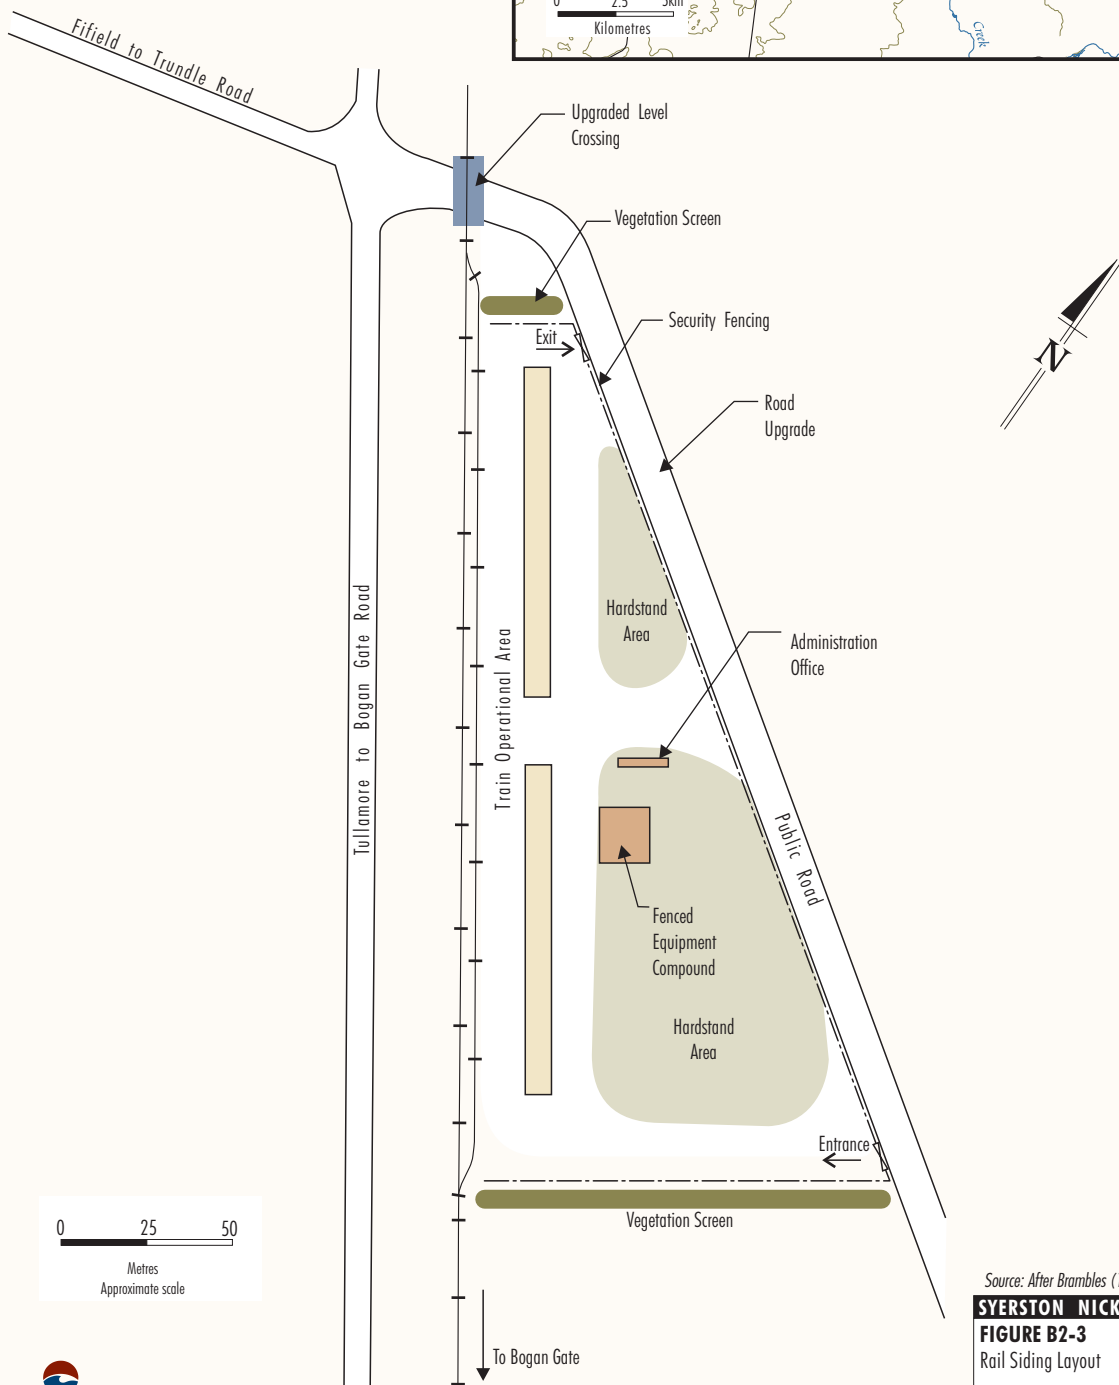 0 2.5 5km
Kilometres
Creek
Fifield to Trundle Road
Upgraded Level
Crossing
Vegetation Screen
Security Fencing
Exit
N
Road
Upgrade
Hardstand
Area
Administration
Office
Tullamore to Bogan Gate Road
Train Operational Area
Public Road
Fenced
Equipment
Compound
Hardstand
Area
Entrance
Vegetation Screen
0 25 50
Metres
Approximate scale
To Bogan Gate
Source: After Brambles (
SYERSTON NICK
FIGURE B2-3
Rail Siding Layout